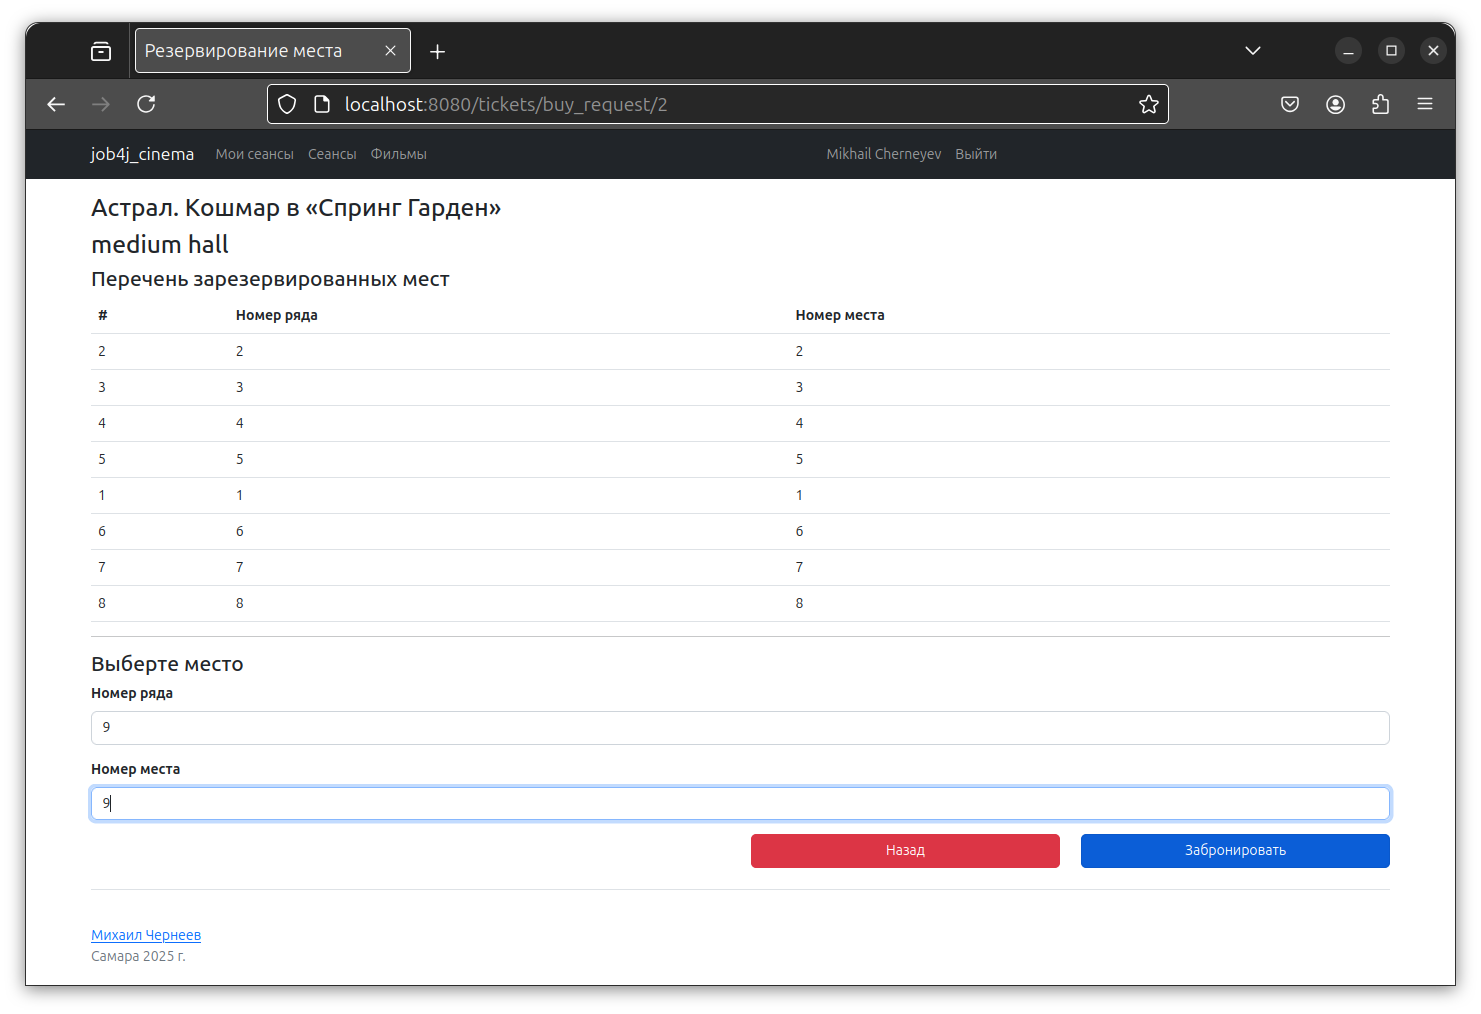 Резервирование места
localhost:8080/tickets/buy_request/2
job4j_cinema Мои сеансы Сеансы Фильмы Mikhail Cherneyev Выйти
Астрал. Кошмар в «Спринг Гарден»
medium hall
Перечень зарезервированных мест
# Номер ряда Номер места
2 2 2
3 3 3
4 4 4
5 5 5
1 1 1
6 6 6
7 7 7
8 8 8
Выберте место
Номер ряда
9
Номер места
9
Назад Забронировать
Михаил Чернеев
Самара 2025 г.